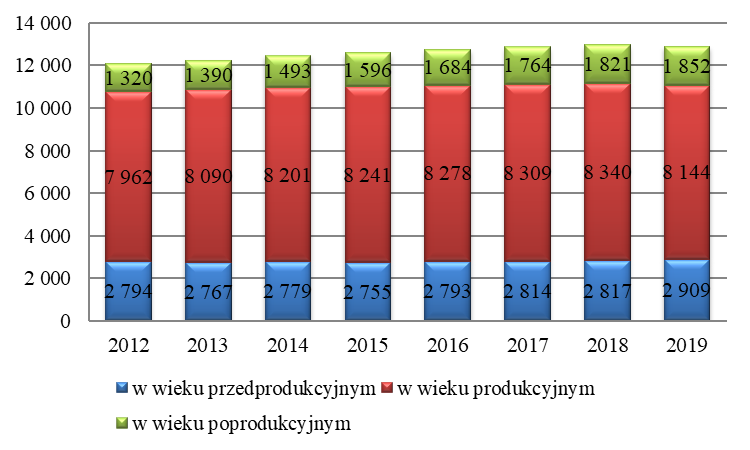 14 000
12 000
10 000
8 000
6 000
4 000
2 000
0
1 320 1 390 1 493 1 596 1 684 1 764 1 821 1 852
7 962 8 090 8 201 8 241 8 278 8 309 8 340 8 144
2 794 2 767 2 779 2 755 2 793 2 814 2 817 2 909
2012 2013 2014 2015 2016 2017 2018 2019
w wieku przedprodukcyjnym w wieku produkcyjnym
w wieku poprodukcyjnym